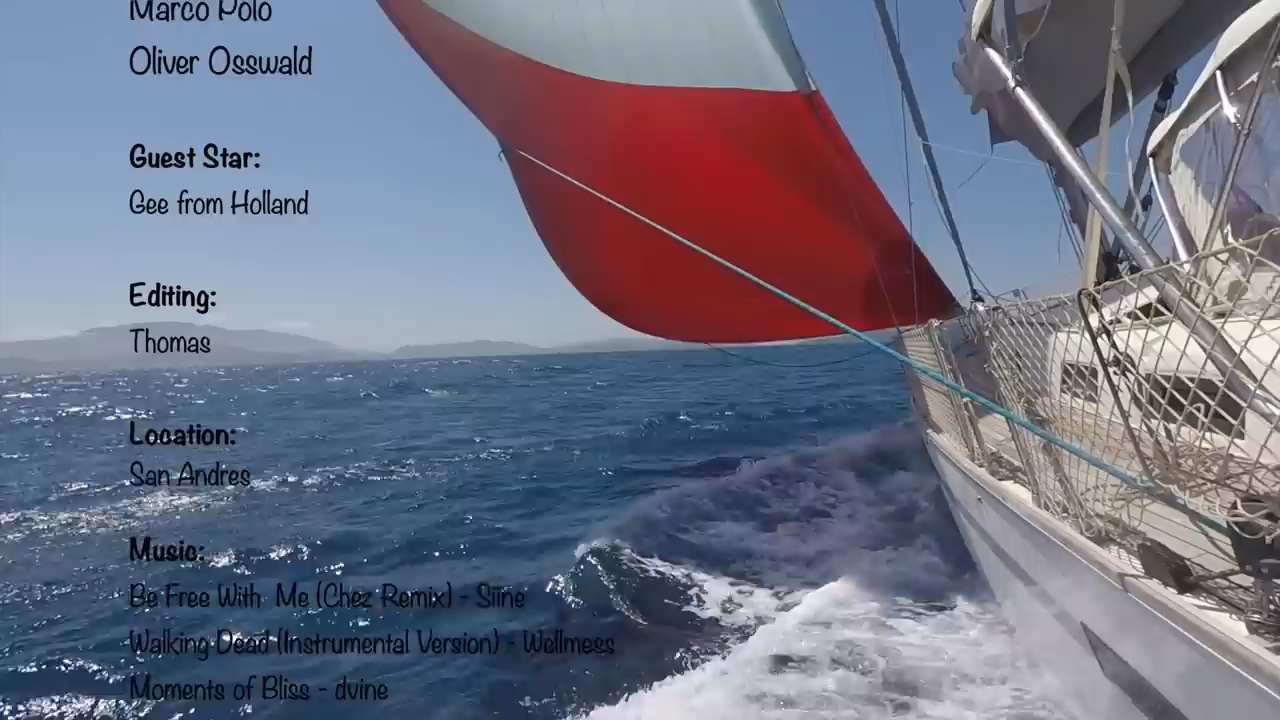 Marco Polo
Oliver Osswald
Guest Star:
Gee from Holland
Editing:
Thomas
Location:
San Andres
Music:
Be Free With Me (Chez Remix) - Siine
Walking Dead (Instrumental Version) - Wellmess
Moments of Bliss - dvine